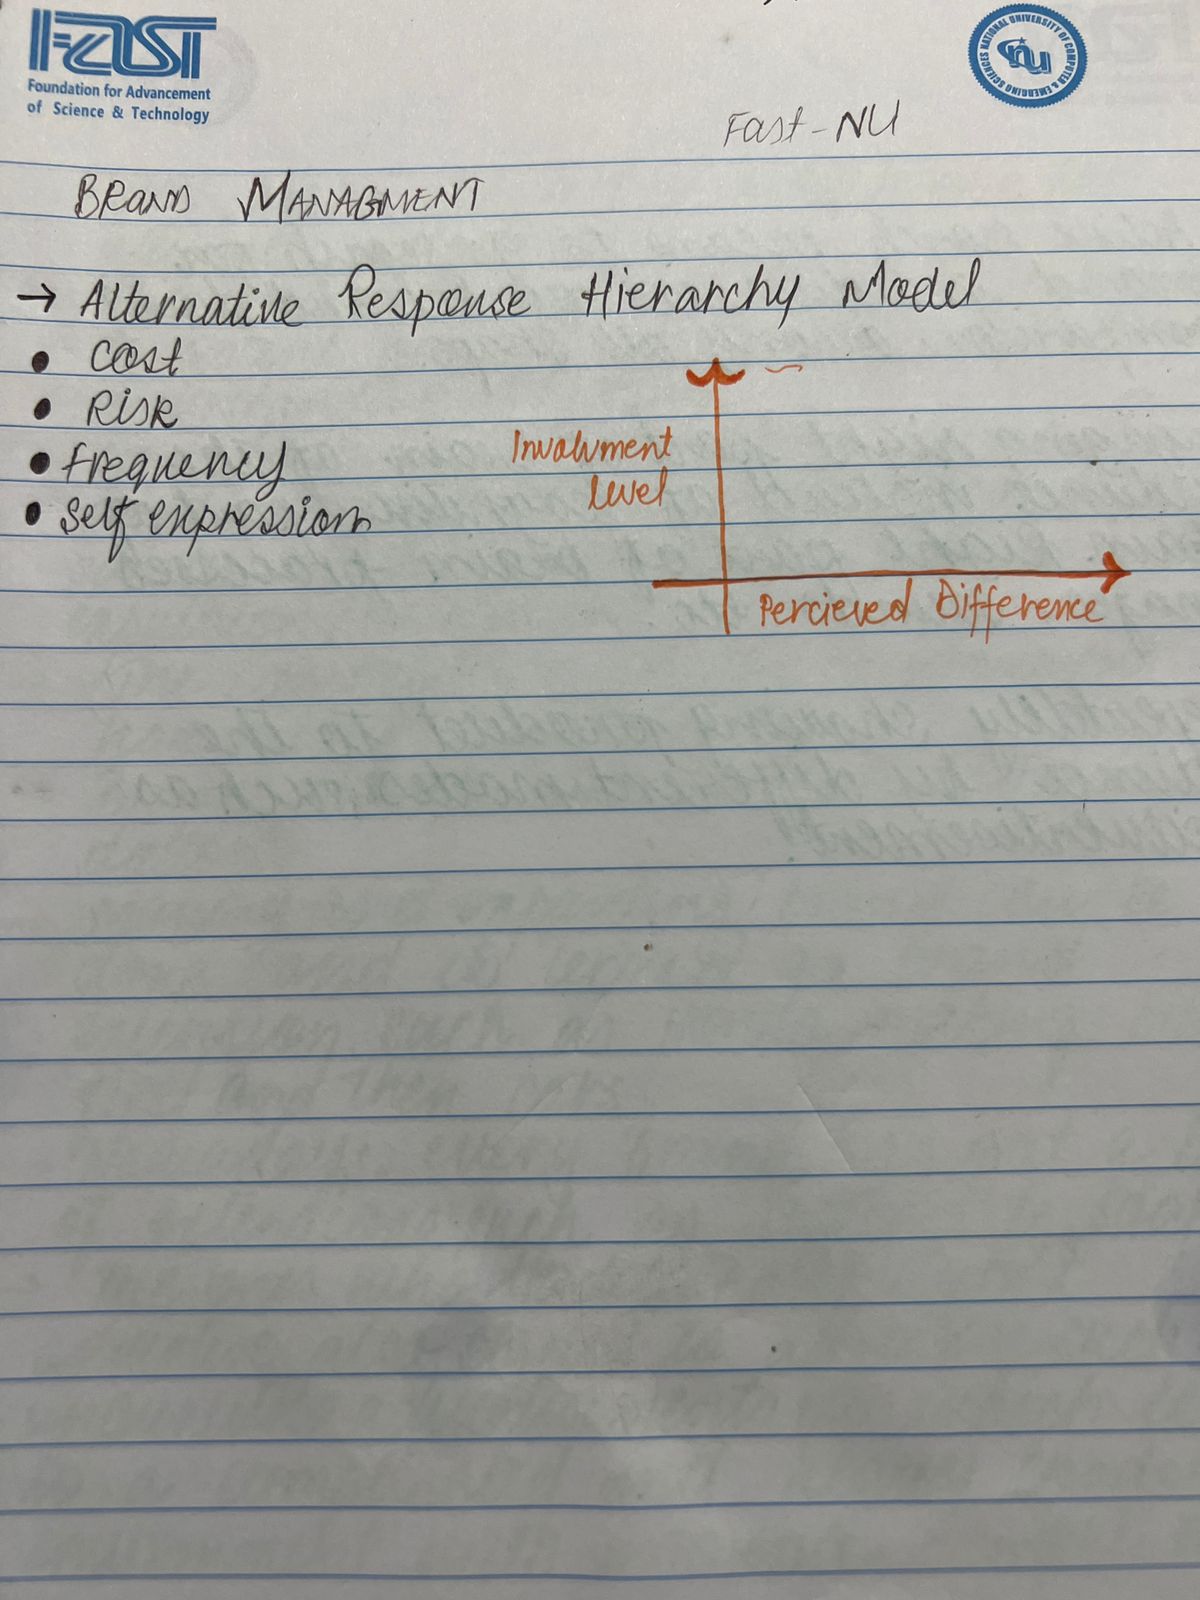 FAST
Foundation for Advancement
of Science & Technology
NATIONAL UNIVERSITY OF COMPUTER & EMERGING SCIENCES
nu
Fast-NU
BRAND MANAGMENT
→ Alternative Response Hierarchy Model
• Cost
• Risk
• frequency
• self expression
Involvment
level
Percieved Difference